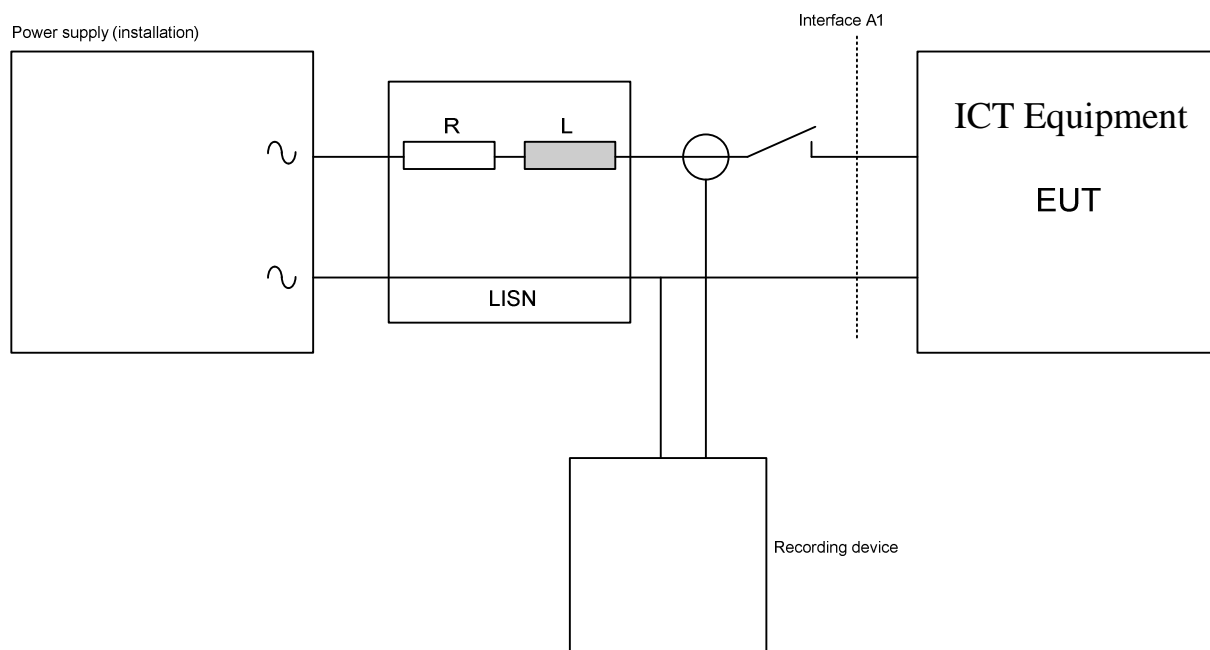 Interface A1
Power supply (installation)
R
L
ICT Equipment
EUT
LISN
Recording device